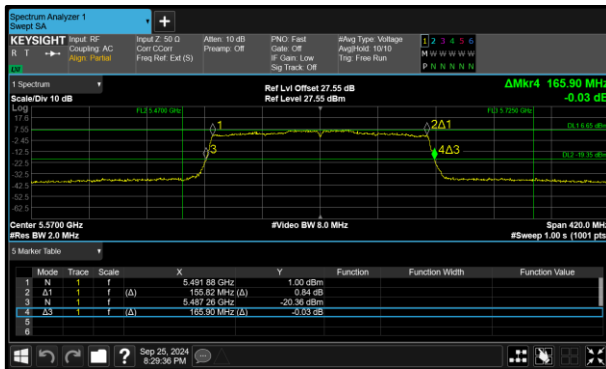 Spectrum Analyzer 1
Swept SA
KEYSIGHT Input: RF Input Z: 50 Ω Atten: 10 dB PNO: Fast #Avg Type: Voltage 1 2 3 4 5 6
R T Coupling: AC Corr CCorr Preamp: Off Gate: Off Avg|Hold: 10/10 M W W W W W
Align: Partial Freq Ref: Ext (S) IF Gain: Low Trig: Free Run
Sig Track: Off P N N N N N
LXI
1 Spectrum Ref Lvl Offset 27.55 dB ΔMkr4 165.90 MHz
Scale/Div 10 dB Ref Level 27.55 dBm -0.03 dB
Log FL2 5.4700 GHz FL3 5.7250 GHz
17.6
7.55 1 2Δ1 DL1 6.65 dBm
-2.45
-12.5 3 4Δ3 DL2 -19.35 dBm
-22.5
-32.5
-42.5
-52.5
-62.5
Center 5.5700 GHz #Video BW 8.0 MHz Span 420.0 MHz
#Res BW 2.0 MHz #Sweep 1.00 s (1001 pts)
5 Marker Table
Mode Trace Scale X Y Function Function Width Function Value
1 N 1 f 5.491 88 GHz 1.00 dBm
2 Δ1 1 f (Δ) 155.82 MHz (Δ) 0.84 dB
3 N 1 f 5.487 26 GHz -20.36 dBm
4 Δ3 1 f (Δ) 165.90 MHz (Δ) -0.03 dB
5
6
? Sep 25, 2024
8:29:36 PM